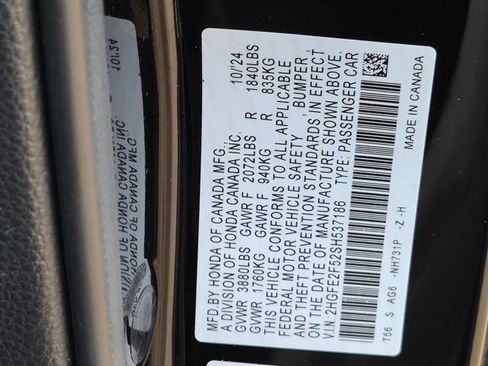 MFD.BY HONDA OF CANADA MFG, 10/24
A DIVISION OF HONDA CANADA INC.
GVWR 3880LBS GAWR F 2072LBS R 1840LBS
GVWR 1760KG GAWR F 940KG R 835KG
THIS VEHICLE CONFORMS TO ALL APPLICABLE
FEDERAL MOTOR VEHICLE SAFETY BUMPER,
AND THEFT PREVENTION STANDARDS IN EFFECT
ON THE DATE OF MANUFACTURE SHOWN ABOVE.
V.I.N. 2HGFE2F52SH537186 TYPE: PASSENGER CAR
T56 S AG6 -NH731P -Z -H
MADE IN CANADA